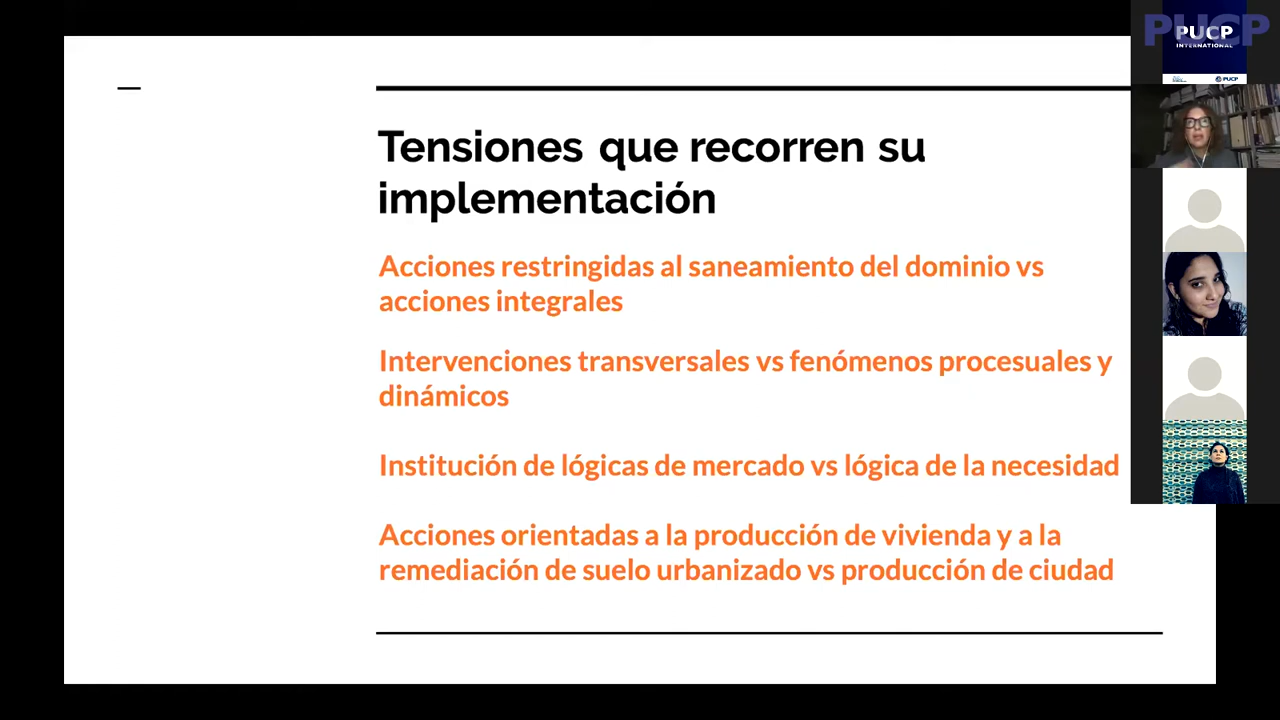 PUCP
PUCP
INTERNATIONAL
PUCP
Tensiones que recorren su
implementación
Acciones restringidas al saneamiento del dominio vs
acciones integrales
Intervenciones transversales vs fenómenos procesuales y
dinámicos
Institución de lógicas de mercado vs lógica de la necesidad
Acciones orientadas a la producción de vivienda y a la
remediación de suelo urbanizado vs producción de ciudad